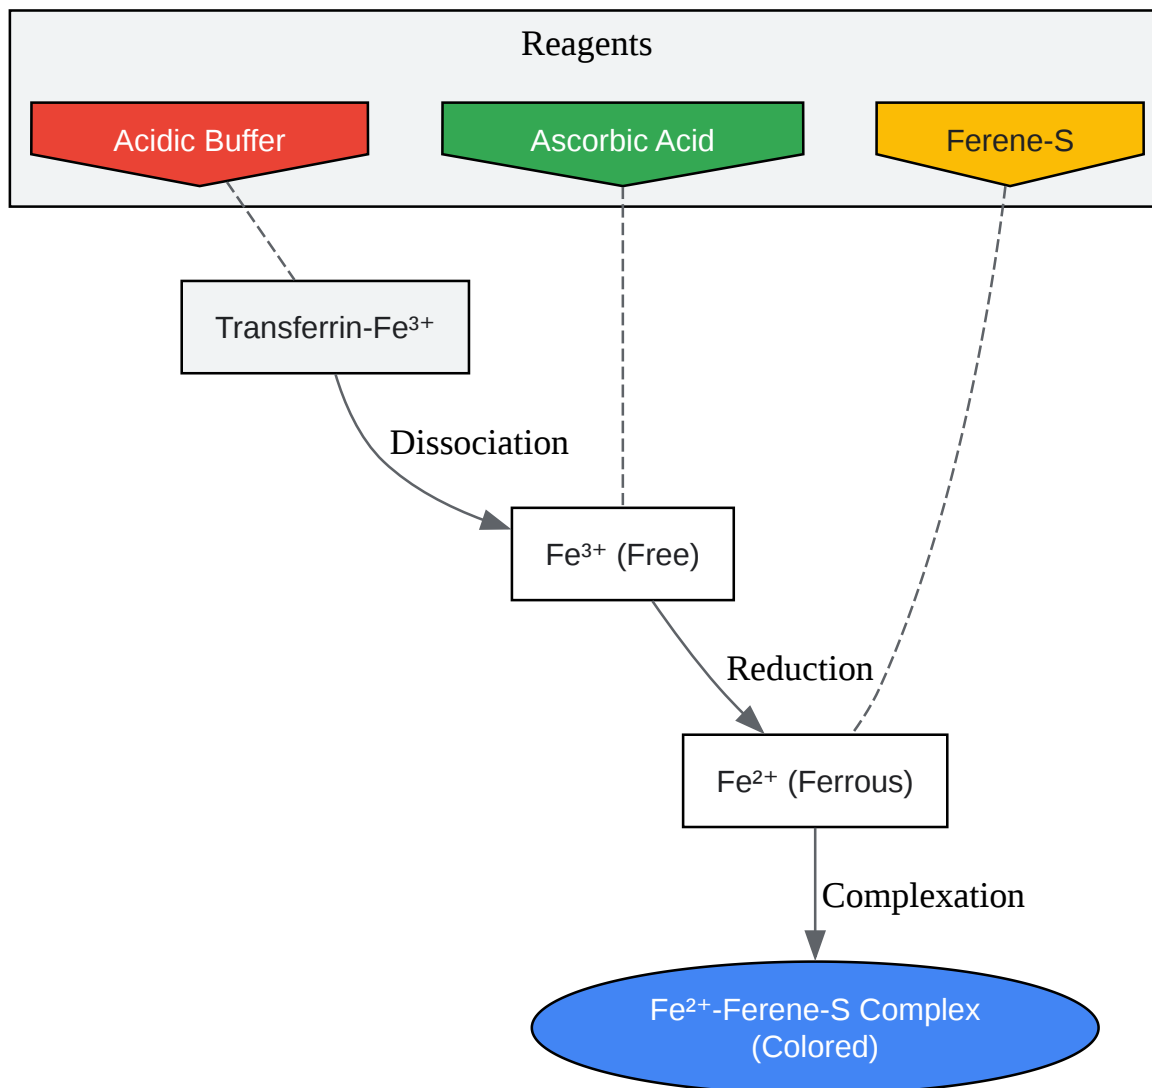 Reagents
Acidic Buffer
Ascorbic Acid
Ferene-S
Transferrin-Fe³⁺
Dissociation
Fe³⁺ (Free)
Reduction
Fe²⁺ (Ferrous)
Complexation
Fe²⁺-Ferene-S Complex
(Colored)